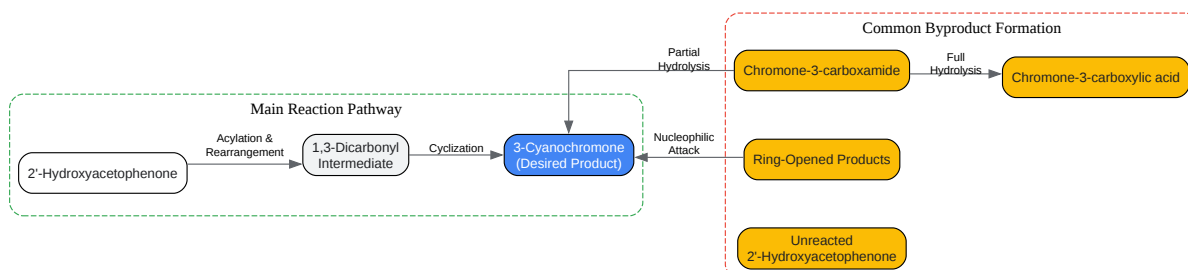 Common Byproduct Formation
Partial
Hydrolysis
Chromone-3-carboxamide
Full
Hydrolysis
Chromone-3-carboxylic acid
Main Reaction Pathway
2'-Hydroxyacetophenone
Acylation &
Rearrangement
1,3-Dicarbonyl
Intermediate
Cyclization
3-Cyanochromone
(Desired Product)
Nucleophilic
Attack
Ring-Opened Products
Unreacted
2'-Hydroxyacetophenone